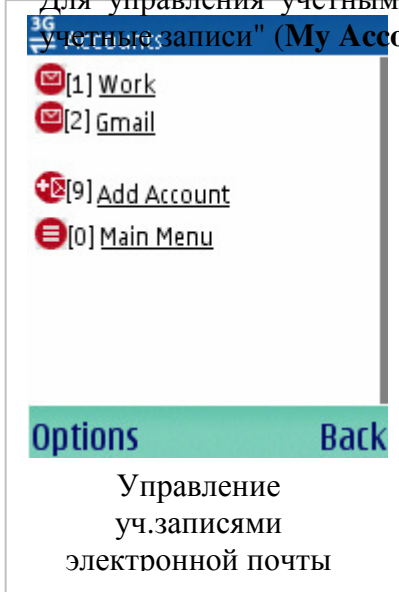 Для управления учетным
3G
Accounts
учетные записи" (My Acco
[1] Work
[2] Gmail
[9] Add Account
[0] Main Menu
Options Back
Управление
уч.записями
электронной почты